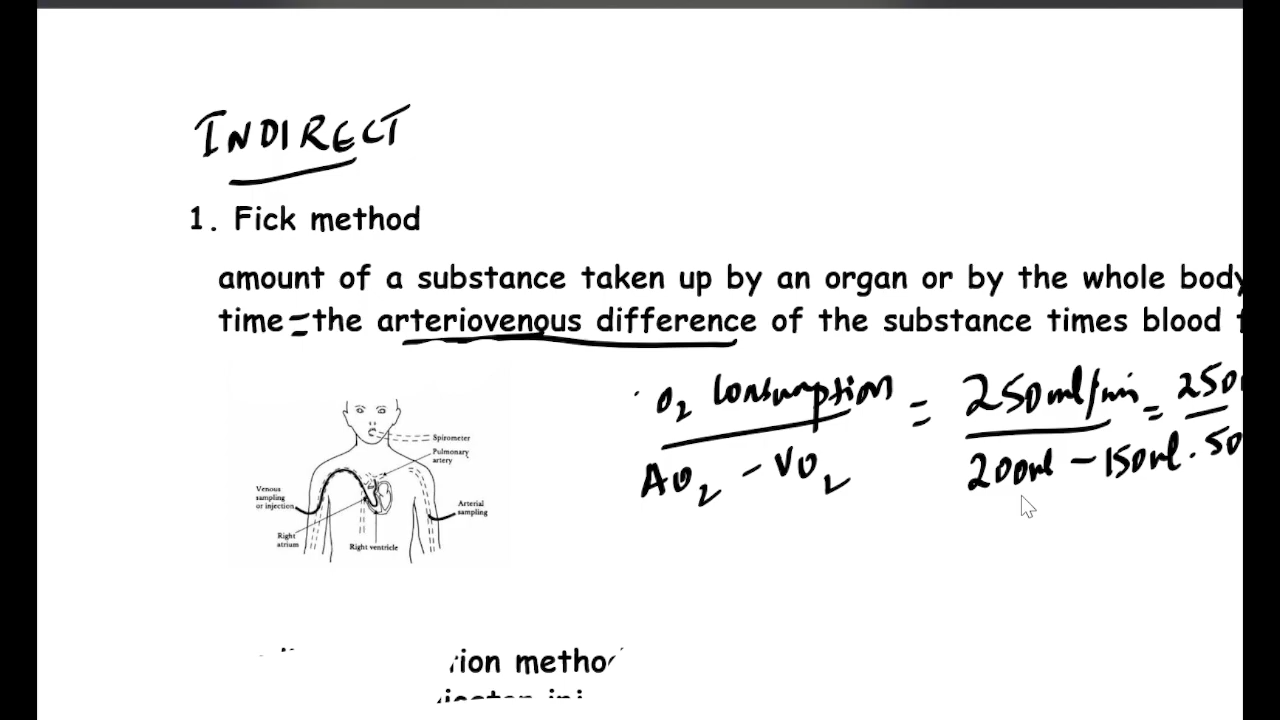 INDIRECT
1. Fick method
amount of a substance taken up by an organ or by the whole body
time = the arteriovenous difference of the substance times blood
O2 Consumption = 250ml/min = 250
AO2 - VO2 200ml - 150ml . 50
Spirometer
Pulmonary
artery
Venous
sampling
or injection
Arterial
sampling
Right
atrium
Right ventricle